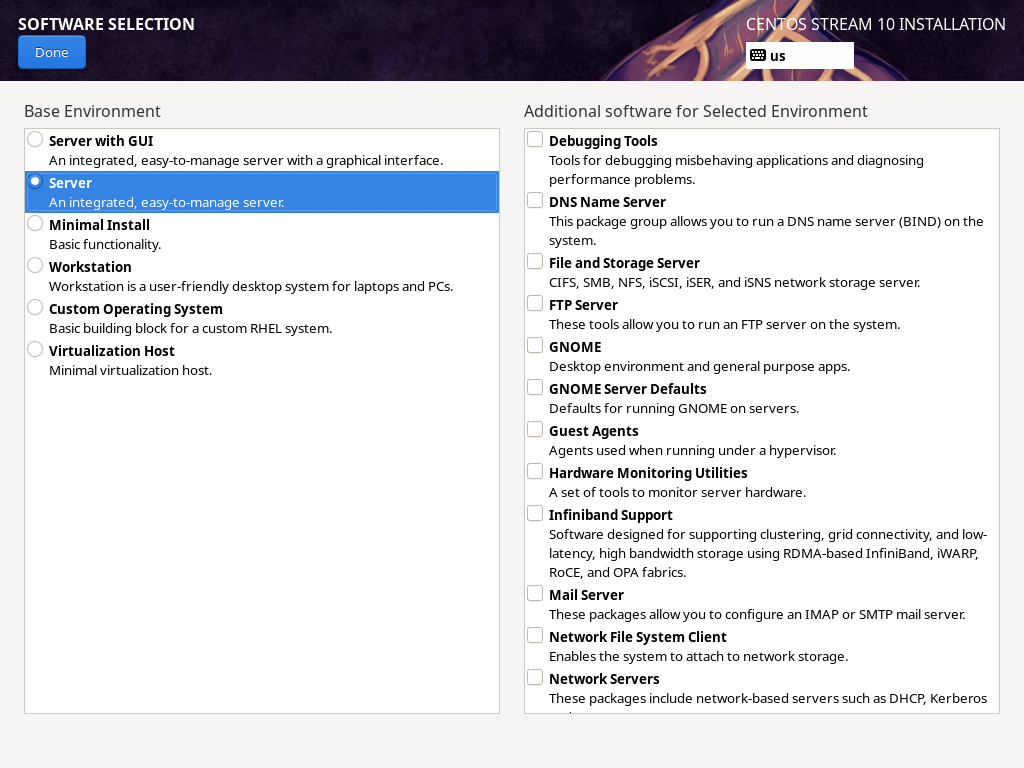 SOFTWARE SELECTION
CENTOS STREAM 10 INSTALLATION
Done
us
Base Environment
Server with GUI
An integrated, easy-to-manage server with a graphical interface.
Server
An integrated, easy-to-manage server.
Minimal Install
Basic functionality.
Workstation
Workstation is a user-friendly desktop system for laptops and PCs.
Custom Operating System
Basic building block for a custom RHEL system.
Virtualization Host
Minimal virtualization host.
Additional software for Selected Environment
Debugging Tools
Tools for debugging misbehaving applications and diagnosing
performance problems.
DNS Name Server
This package group allows you to run a DNS name server (BIND) on the
system.
File and Storage Server
CIFS, SMB, NFS, iSCSI, iSER, and iSNS network storage server.
FTP Server
These tools allow you to run an FTP server on the system.
GNOME
Desktop environment and general purpose apps.
GNOME Server Defaults
Defaults for running GNOME on servers.
Guest Agents
Agents used when running under a hypervisor.
Hardware Monitoring Utilities
A set of tools to monitor server hardware.
Infiniband Support
Software designed for supporting clustering, grid connectivity, and low-
latency, high bandwidth storage using RDMA-based InfiniBand, iWARP,
RoCE, and OPA fabrics.
Mail Server
These packages allow you to configure an IMAP or SMTP mail server.
Network File System Client
Enables the system to attach to network storage.
Network Servers
These packages include network-based servers such as DHCP, Kerberos